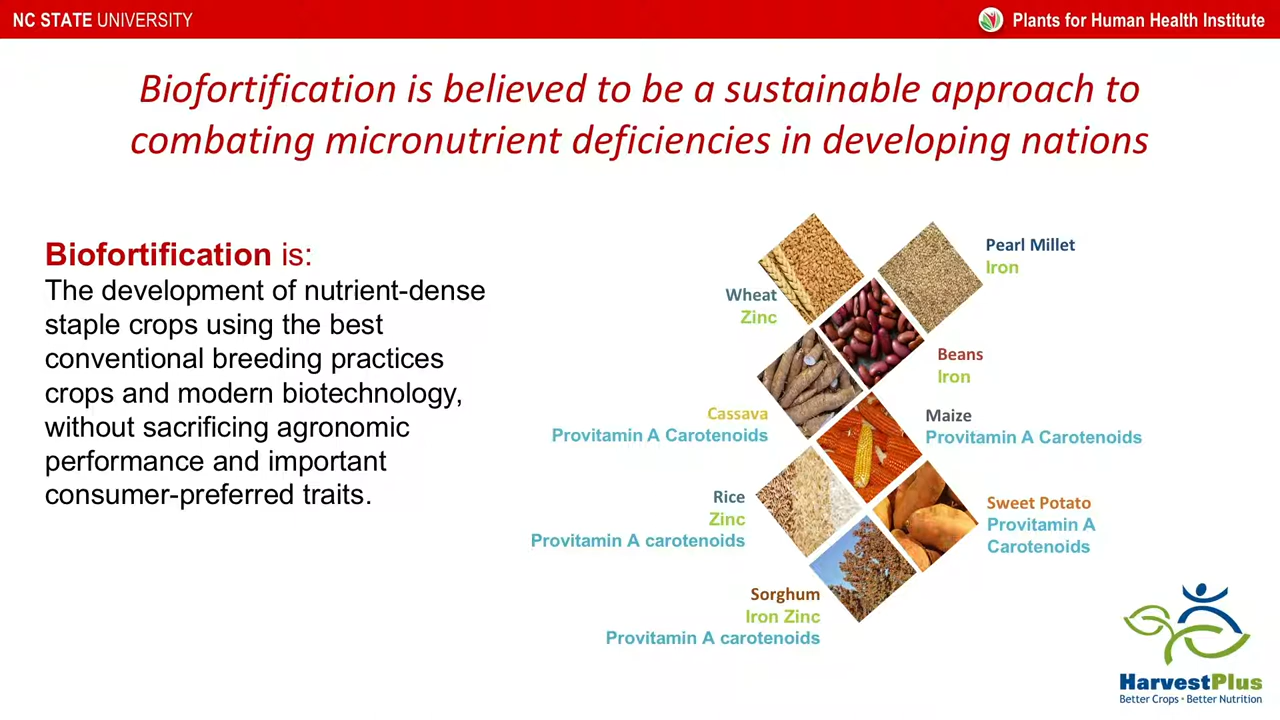 NC STATE UNIVERSITY
Plants for Human Health Institute
Biofortification is believed to be a sustainable approach to
combating micronutrient deficiencies in developing nations
Biofortification is:
The development of nutrient-dense
staple crops using the best
conventional breeding practices
crops and modern biotechnology,
without sacrificing agronomic
performance and important
consumer-preferred traits.
Pearl Millet
Iron
Wheat
Zinc
Beans
Iron
Cassava
Provitamin A Carotenoids
Maize
Provitamin A Carotenoids
Rice
Zinc
Provitamin A carotenoids
Sweet Potato
Provitamin A
Carotenoids
Sorghum
Iron Zinc
Provitamin A carotenoids
HarvestPlus
Better Crops • Better Nutrition